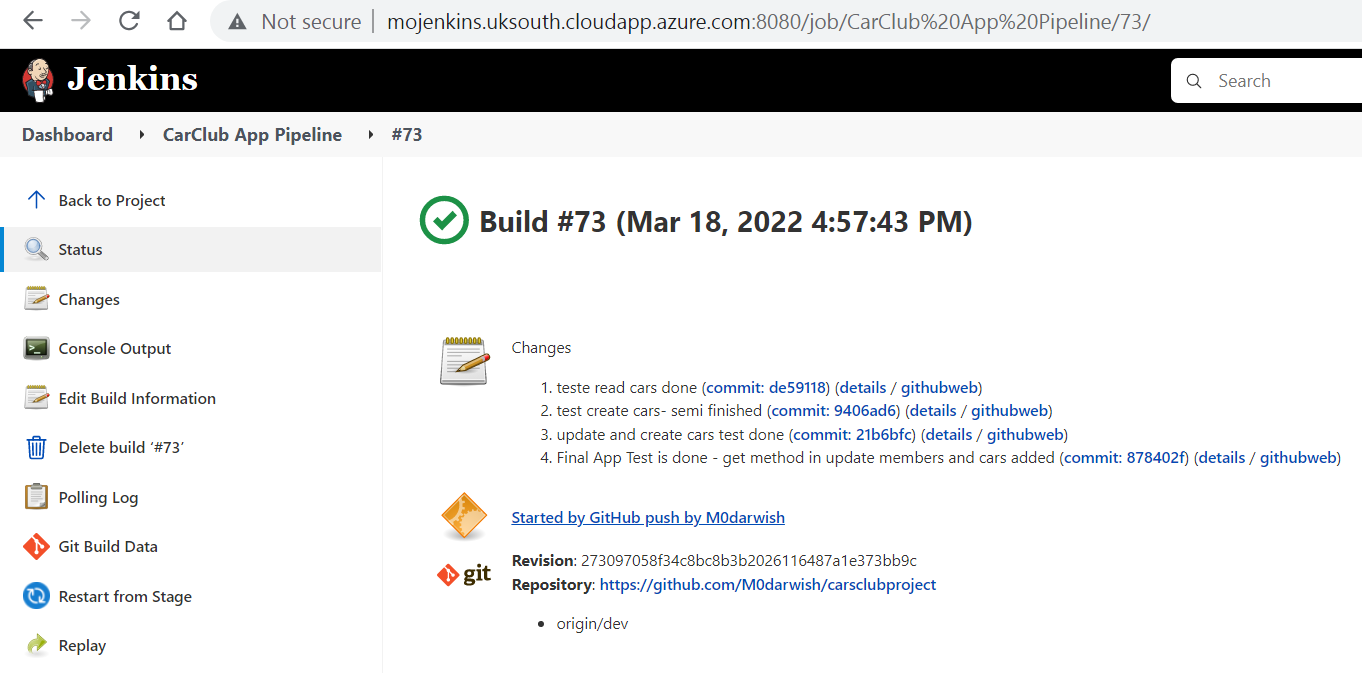 Not secure | mojenkins.uksouth.cloudapp.azure.com:8080/job/CarClub%20App%20Pipeline/73/
Jenkins
Search
Dashboard CarClub App Pipeline #73
Back to Project
Status
Changes
Console Output
Edit Build Information
Delete build ‘#73’
Polling Log
Git Build Data
Restart from Stage
Replay
Build #73 (Mar 18, 2022 4:57:43 PM)
Changes
1. teste read cars done (commit: de59118) (details / githubweb)
2. test create cars- semi finished (commit: 9406ad6) (details / githubweb)
3. update and create cars test done (commit: 21b6bfc) (details / githubweb)
4. Final App Test is done - get method in update members and cars added (commit: 878402f) (details / githubweb)
Started by GitHub push by M0darwish
git
Revision: 273097058f34c8bc8b3b2026116487a1e373bb9c
Repository: https://github.com/M0darwish/carsclubproject
• origin/dev